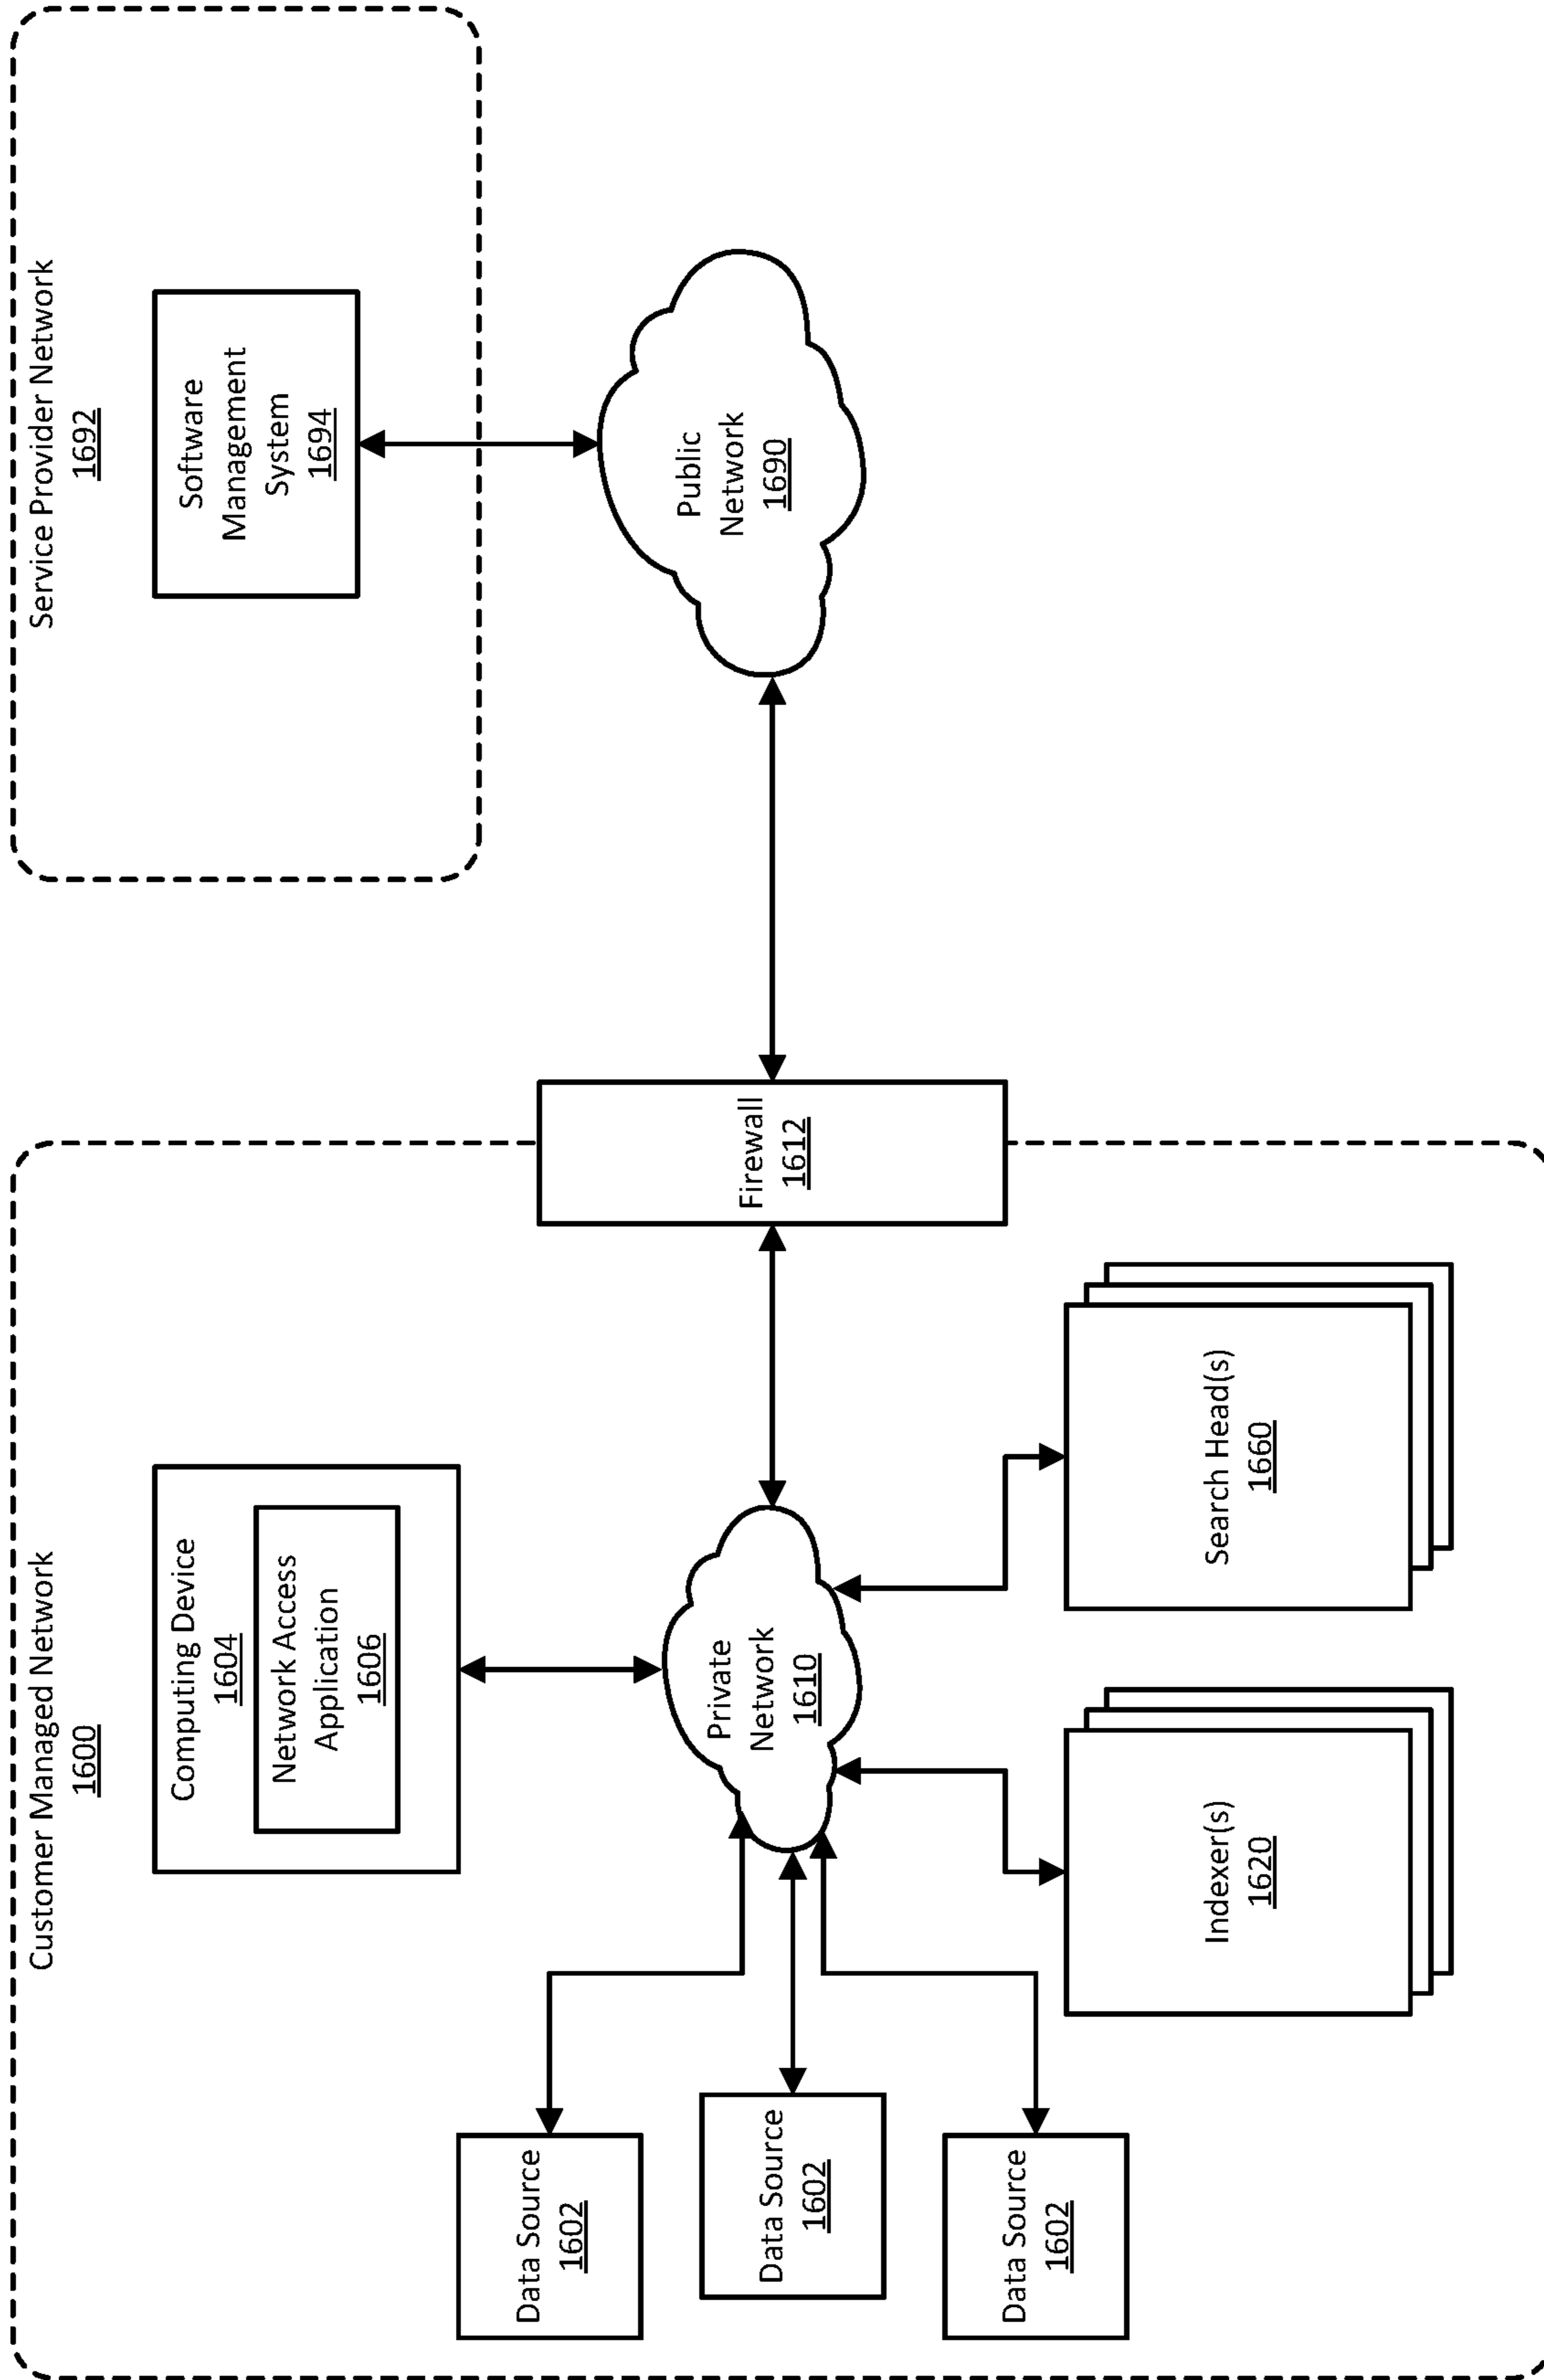 Customer Managed Network
1600
Computing Device
1604
Network Access
Application
1606
Data Source
1602
Data Source
1602
Data Source
1602
Private
Network
1610
Indexer(s)
1620
Search Head(s)
1660
Firewall
1612
Service Provider Network
1692
Software
Management
System
1694
Public
Network
1690